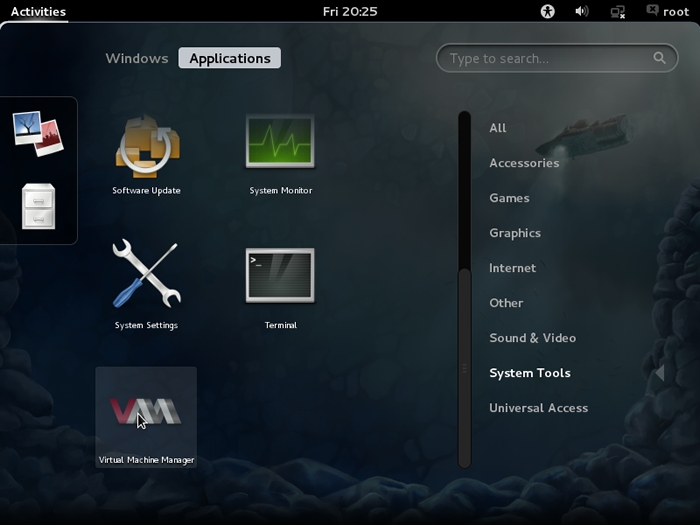 Activities
Fri 20:25
root
Windows
Applications
Type to search...
Software Update
System Monitor
System Settings
>_
Terminal
VMM
Virtual Machine Manager
All
Accessories
Games
Graphics
Internet
Other
Sound & Video
System Tools
Universal Access